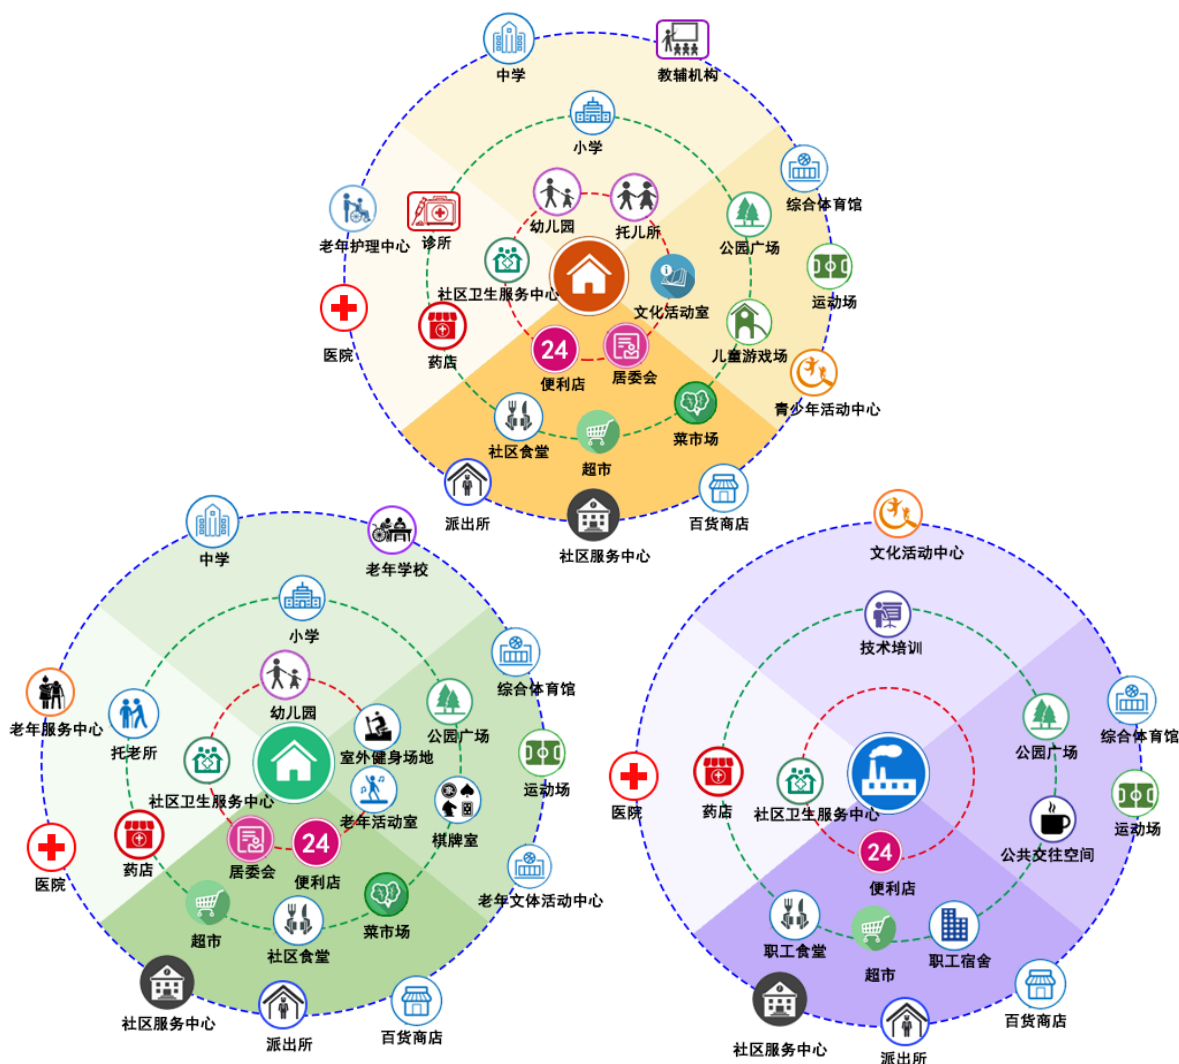 中学
教辅机构
小学
综合体育馆
幼儿园
托儿所
老年护理中心
诊所
公园广场
社区卫生服务中心
文化活动室
运动场
医院
药店
24
便利店
居委会
儿童游戏场
青少年活动中心
社区食堂
超市
菜市场
派出所
社区服务中心
百货商店
中学
老年学校
小学
综合体育馆
幼儿园
老年服务中心
托老所
室外健身场地
公园广场
社区卫生服务中心
老年活动室
棋牌室
运动场
医院
药店
居委会
24
便利店
老年文体活动中心
超市
社区食堂
菜市场
社区服务中心
派出所
百货商店
文化活动中心
技术培训
公园广场
综合体育馆
医院
药店
社区卫生服务中心
公共交往空间
运动场
24
便利店
职工食堂
超市
职工宿舍
社区服务中心
派出所
百货商店